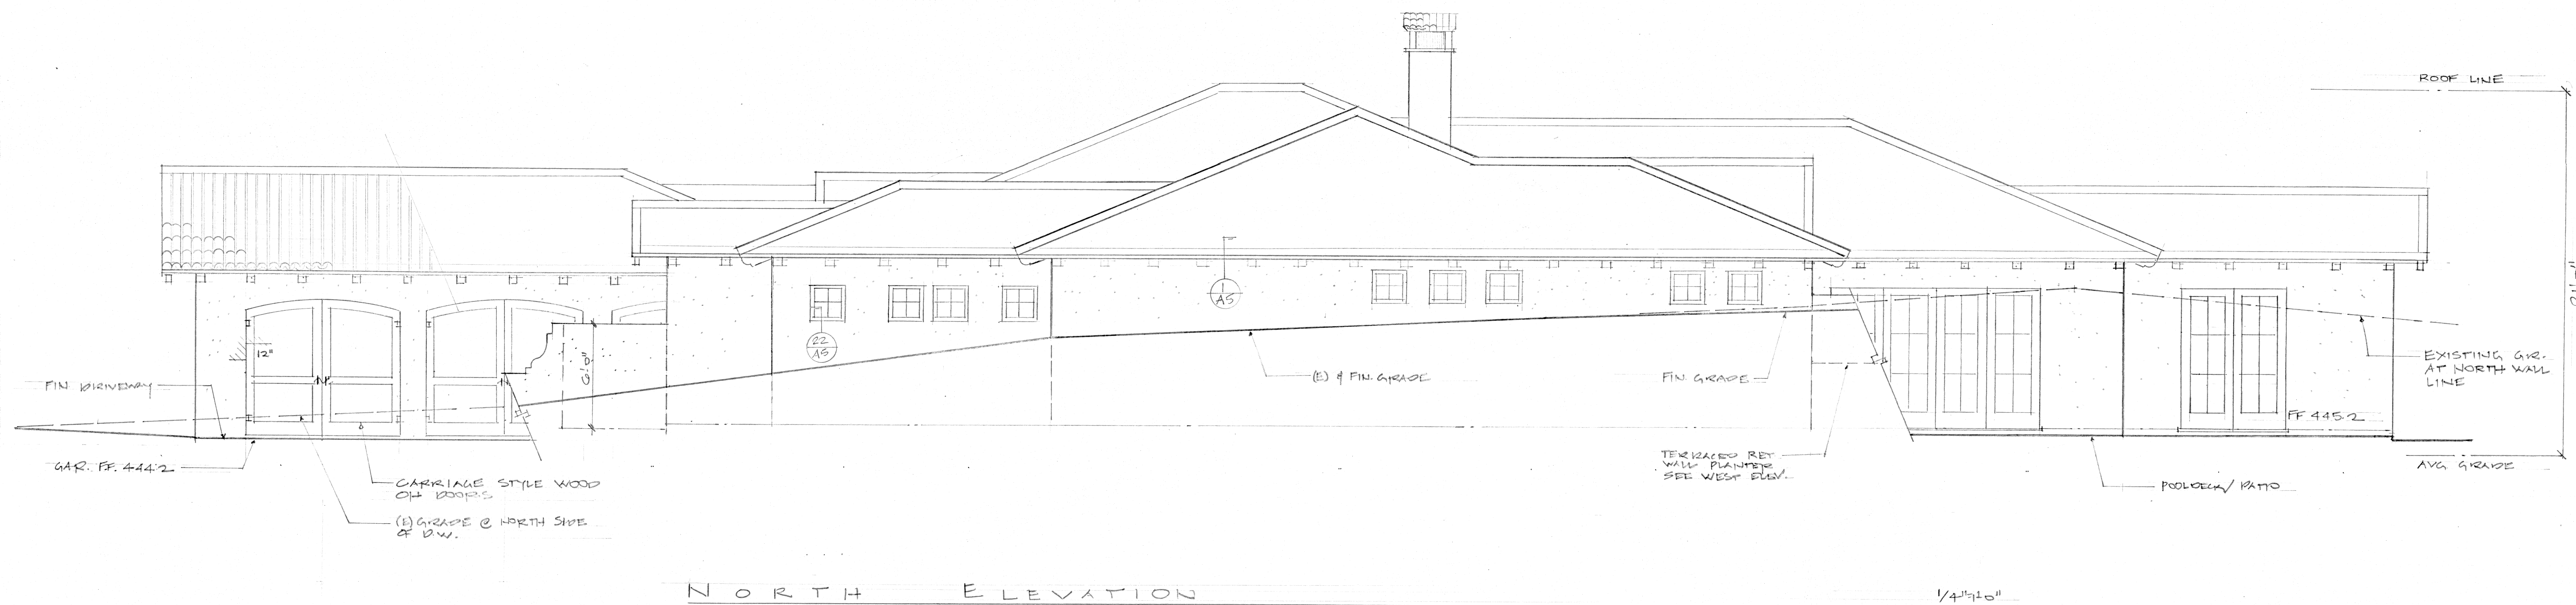 ROOF LINE
1
A5
22
A5
12"
6'-0"
FIN DRIVEWAY
(E) & FIN. GRADE
FIN GRADE
EXISTING GR.
AT NORTH WALL
LINE
FF 445.2
GAR. F.F. 444.2
CARRIAGE STYLE WOOD
OH DOORS
(E) GRADE @ NORTH SIDE
OF D.W.
TERRACED RET
WALL PLANTER
SEE WEST ELEV.
AVG GRADE
POOLDECK/ PATIO
NORTH ELEVATION
1/4"=1'0"